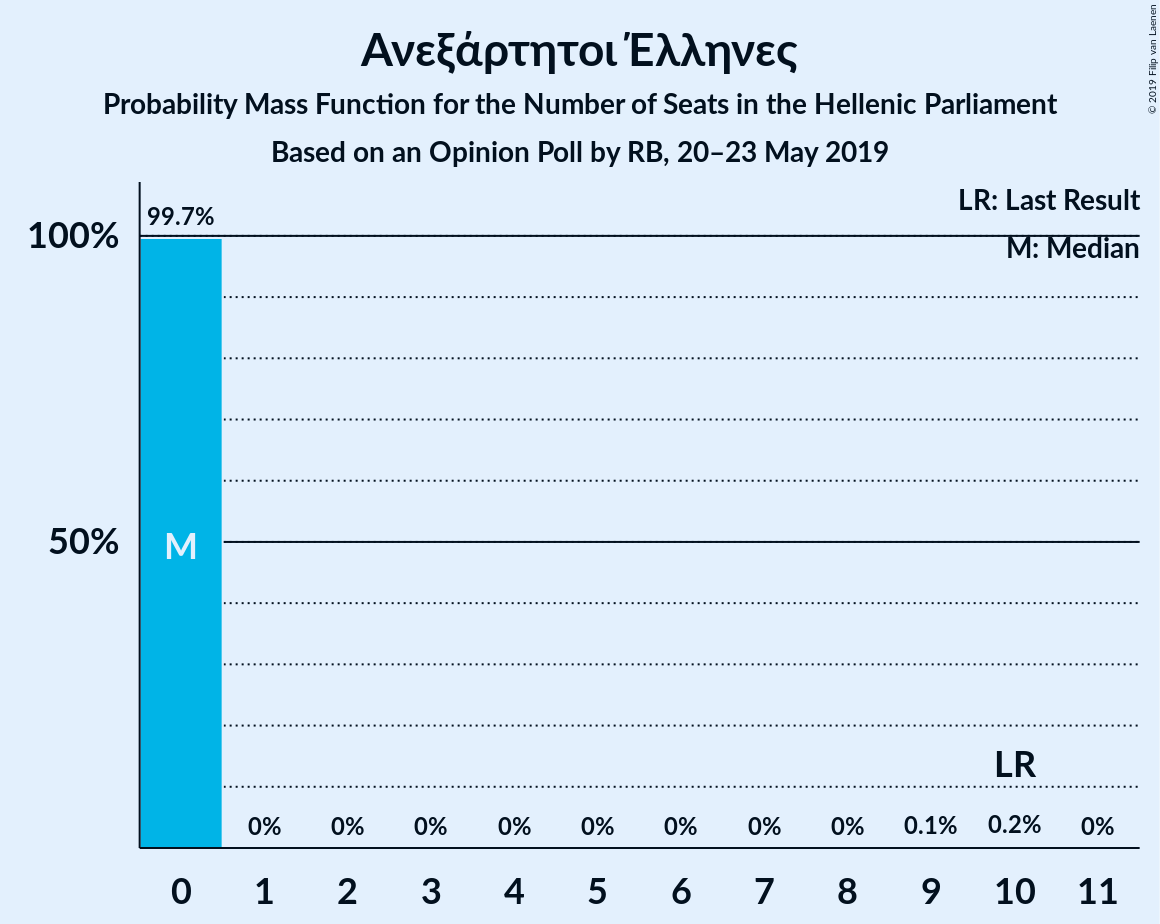 Ανεξάρτητοι Έλληνες
Probability Mass Function for the Number of Seats in the Hellenic Parliament
Based on an Opinion Poll by RB, 20–23 May 2019
© 2019 Filip van Laenen
LR: Last Result
M: Median
99.7%
100%
50%
M
LR
0% 0% 0% 0% 0% 0% 0% 0% 0.1% 0.2% 0%
0 1 2 3 4 5 6 7 8 9 10 11